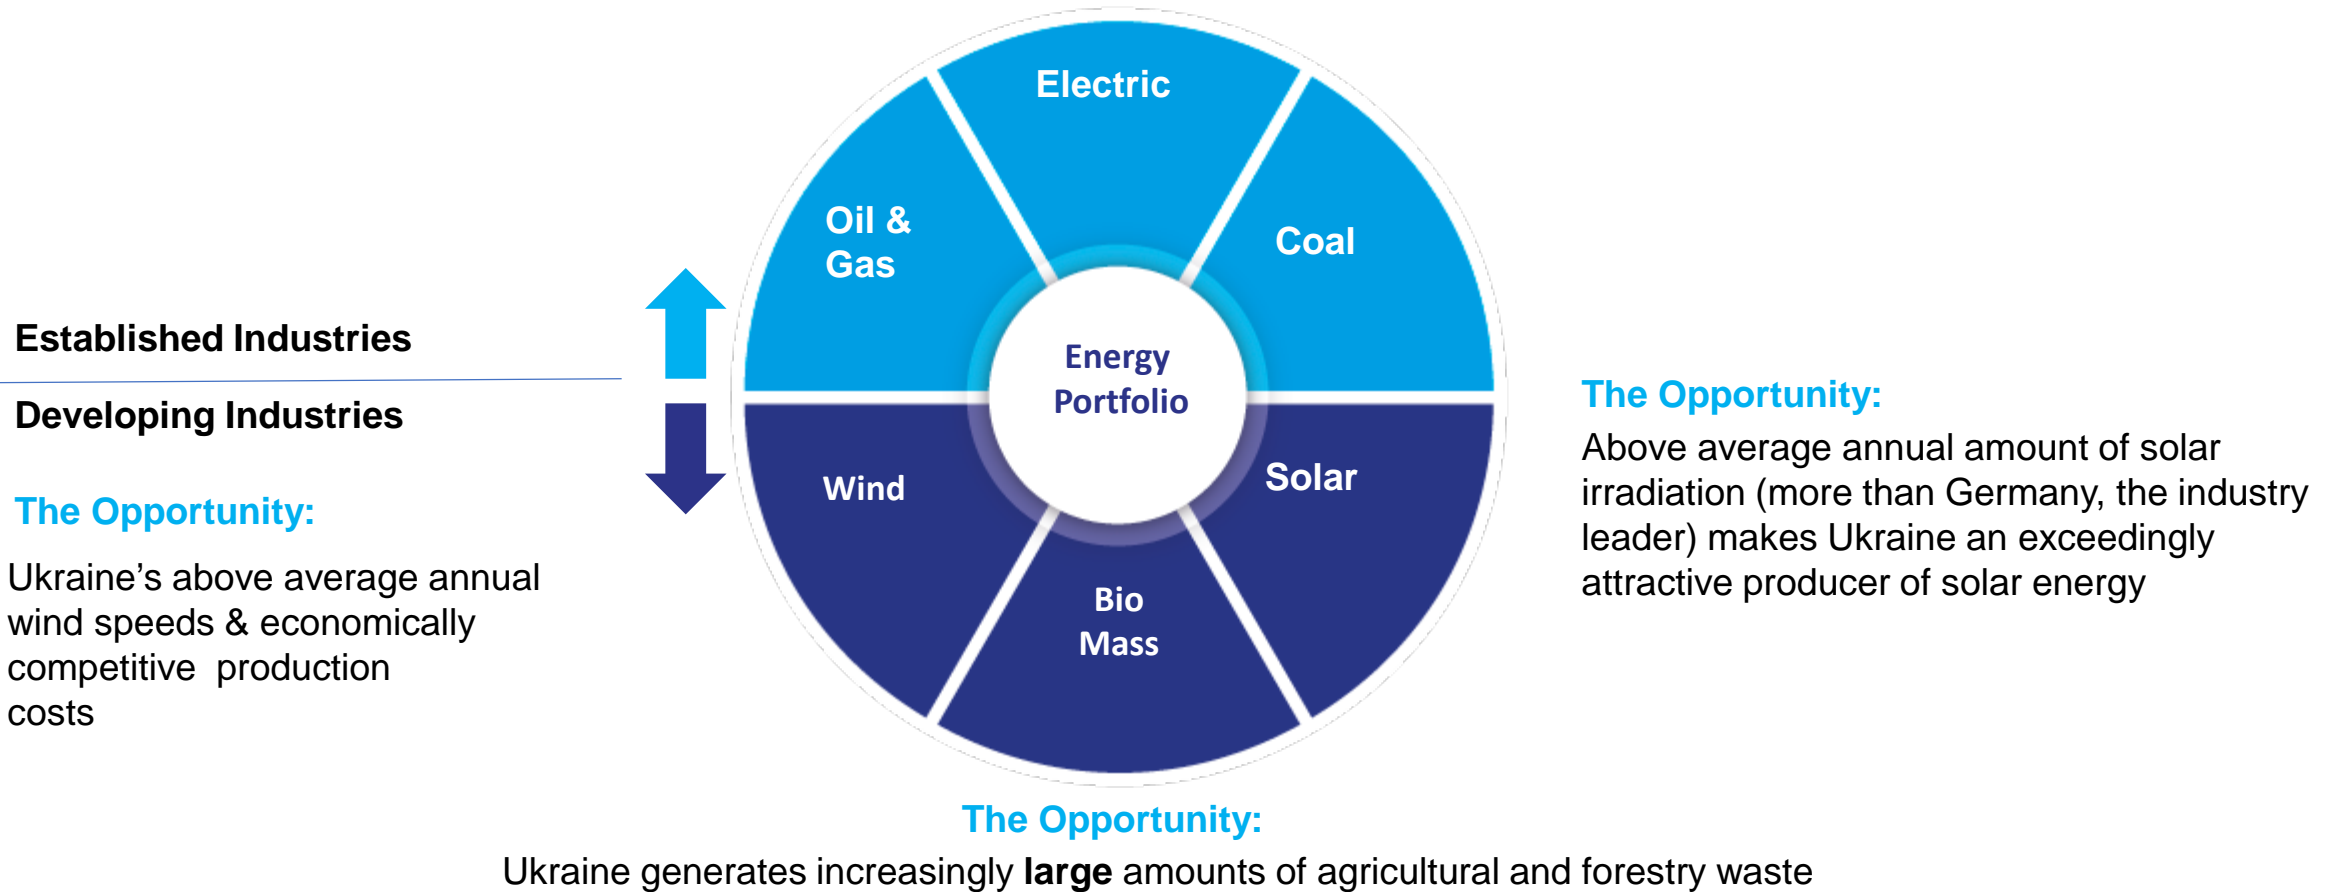 Electric
Oil &
Gas
Coal
Energy
Portfolio
Established Industries
Developing Industries
Wind
Solar
Bio
Mass
The Opportunity:
Ukraine’s above average annual
wind speeds & economically
competitive  production
costs
The Opportunity:
Above average annual amount of solar
irradiation (more than Germany, the industry
leader) makes Ukraine an exceedingly
attractive producer of solar energy
The Opportunity:
Ukraine generates increasingly large amounts of agricultural and forestry waste